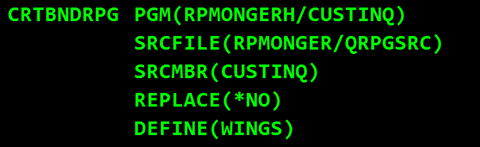 CRTBNDRPG PGM(RPMONGERH/CUSTINQ)
SRCFILE(RPMONGER/QRPGSRC)
SRCMBR(CUSTINQ)
REPLACE(*NO)
DEFINE(WINGS)